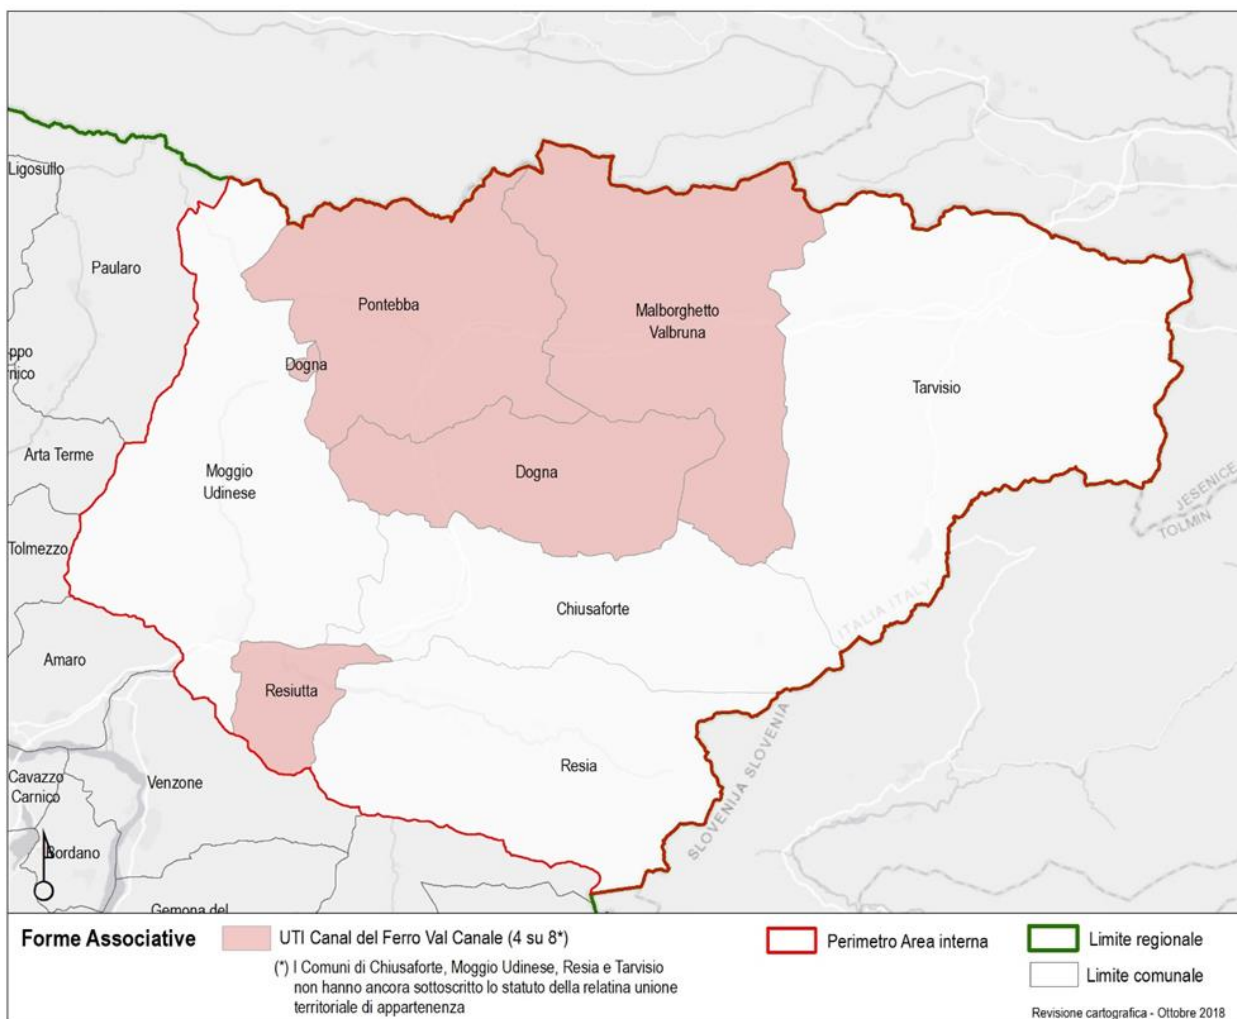 Ligosullo
Paularo
Pontebba
Malborghetto
Valbruna
ppo
rnico
Dogna
Tarvisio
Arta Terme
Moggio
Udinese
Dogna
JESENICE
TOLMIN
Tolmezzo
Chiusaforte
ITALIA ITALY
Amaro
Resiutta
Resia
SLOVENIJA SLOVENIA
Cavazzo
Carnico
Venzone
Bordano
Gemona del
Forme Associative
UTI Canal del Ferro Val Canale (4 su 8*)
(*) I Comuni di Chiusaforte, Moggio Udinese, Resia e Tarvisio
non hanno ancora sottoscritto lo statuto della relatina unione
territoriale di appartenenza
Perimetro Area interna
Limite regionale
Limite comunale
Revisione cartografica - Ottobre 2018